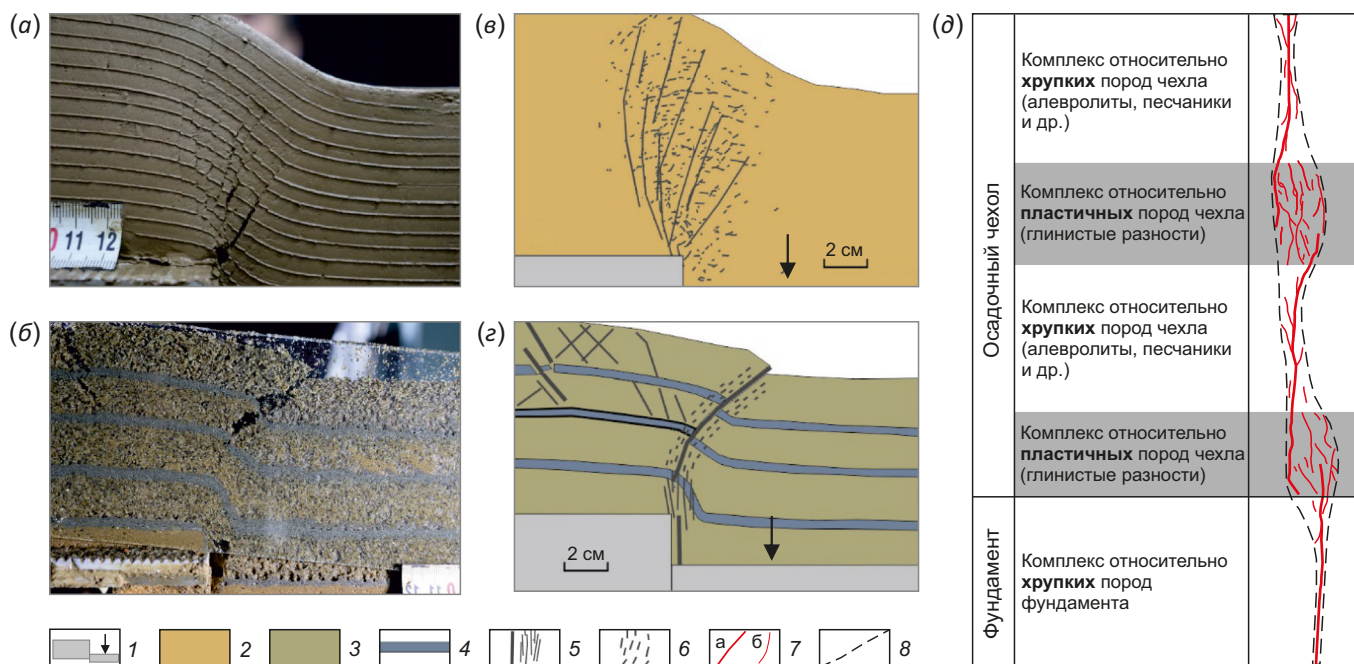 (а)
(в)
(д)
0 11 12
2 см
(б)
(г)
2 см
Осадочный чехол
Комплекс относительно
хрупких пород чехла
(алевролиты, песчаники
и др.)
Комплекс относительно
пластичных пород чехла
(глинистые разности)
Комплекс относительно
хрупких пород чехла
(алевролиты, песчаники
и др.)
Комплекс относительно
пластичных пород чехла
(глинистые разности)
Фундамент
Комплекс относительно
хрупких пород
фундамента
1 2 3 4 5 6 а б 7 8